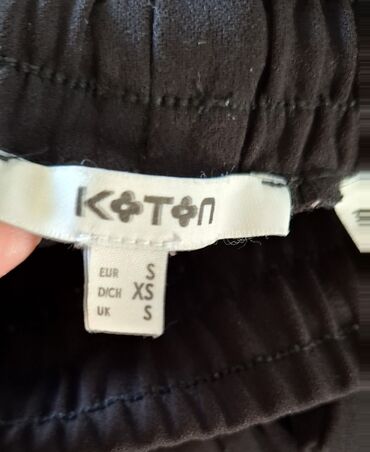 KOTON
EUR S
D/CH XS
UK S